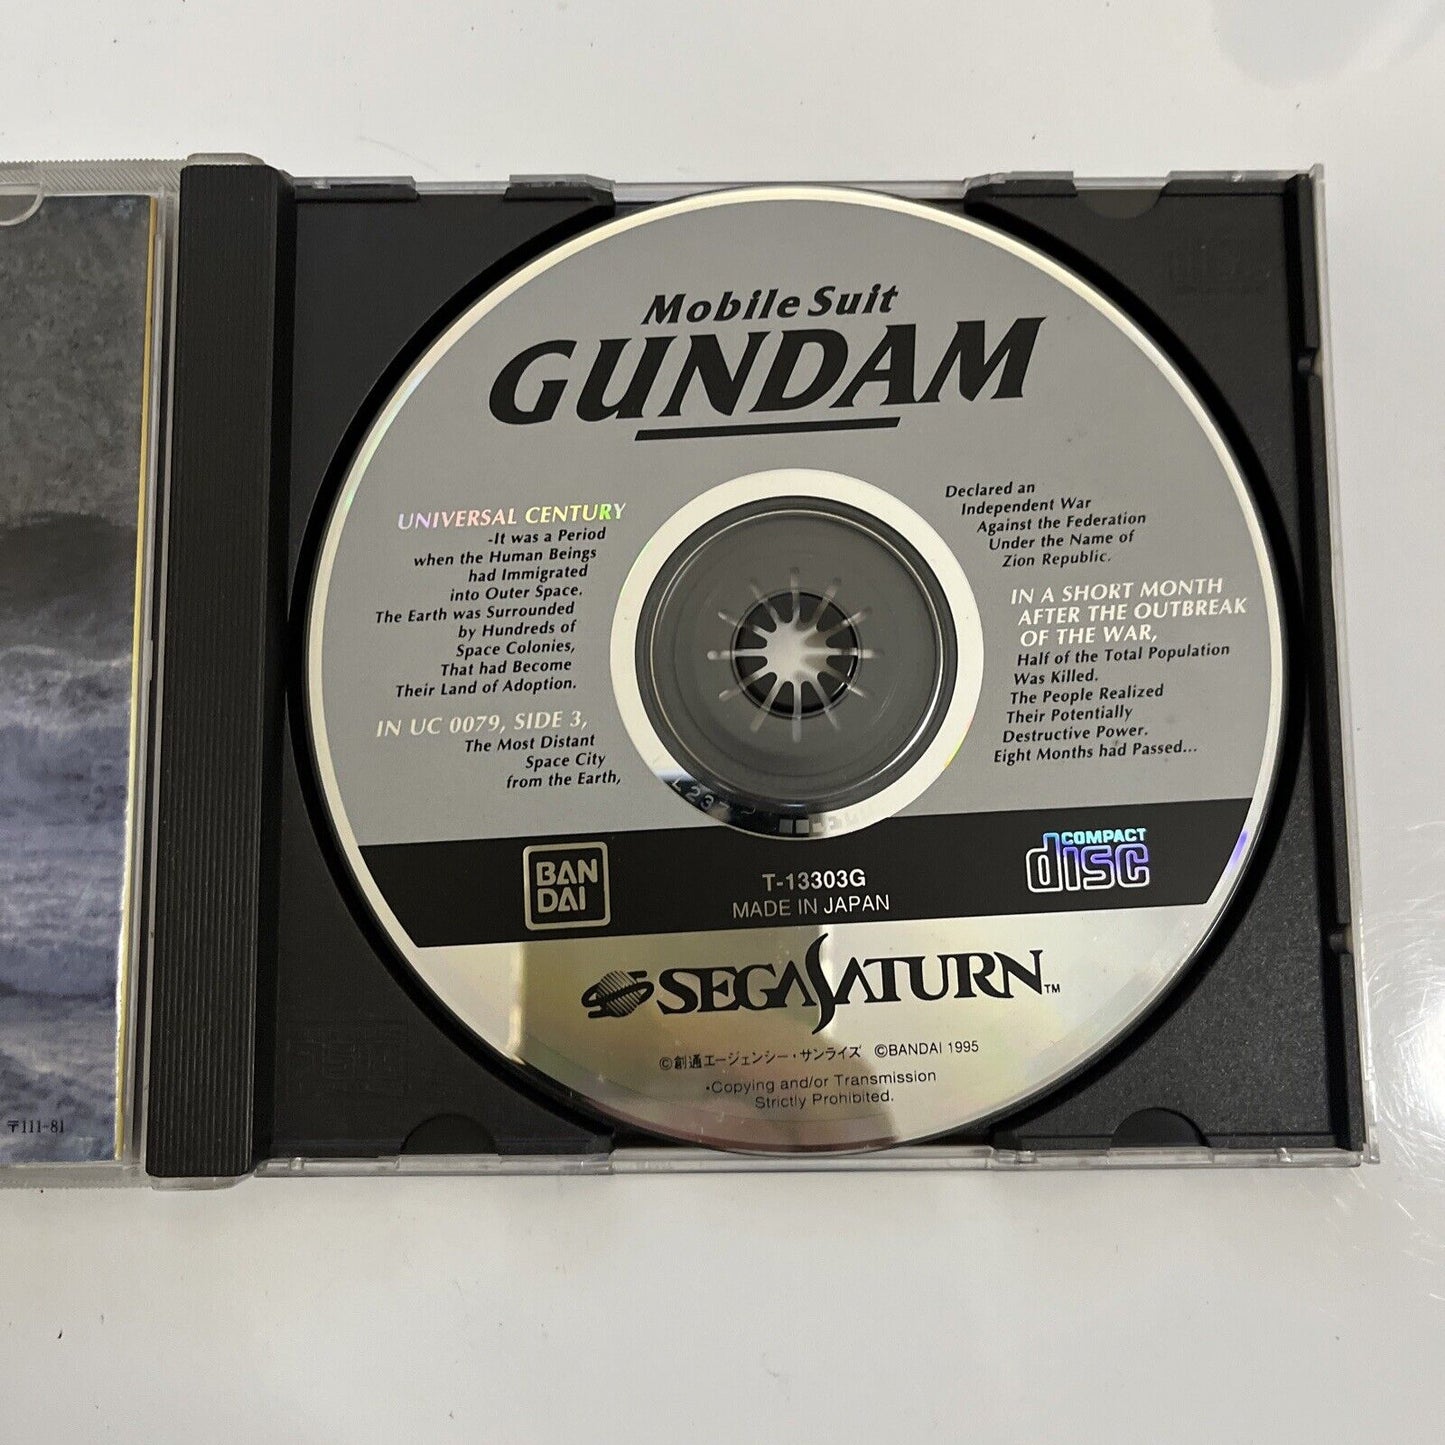 Mobile Suit
GUNDAM
UNIVERSAL CENTURY
-It was a Period
when the Human Beings
had Immigrated
into Outer Space.
The Earth was Surrounded
by Hundreds of
Space Colonies,
That had Become
Their Land of Adoption.
IN UC 0079, SIDE 3,
The Most Distant
Space City
from the Earth,
Declared an
Independent War
Against the Federation
Under the Name of
Zion Republic.
IN A SHORT MONTH
AFTER THE OUTBREAK
OF THE WAR,
Half of the Total Population
Was Killed.
The People Realized
Their Potentially
Destructive Power.
Eight Months had Passed...
BAN
DAI
T-13303G
MADE IN JAPAN
COMPACT
disc
SEGA SATURN™
©創通エージェンシー・サンライズ ©BANDAI 1995
•Copying and/or Transmission
Strictly Prohibited.
〒111-81